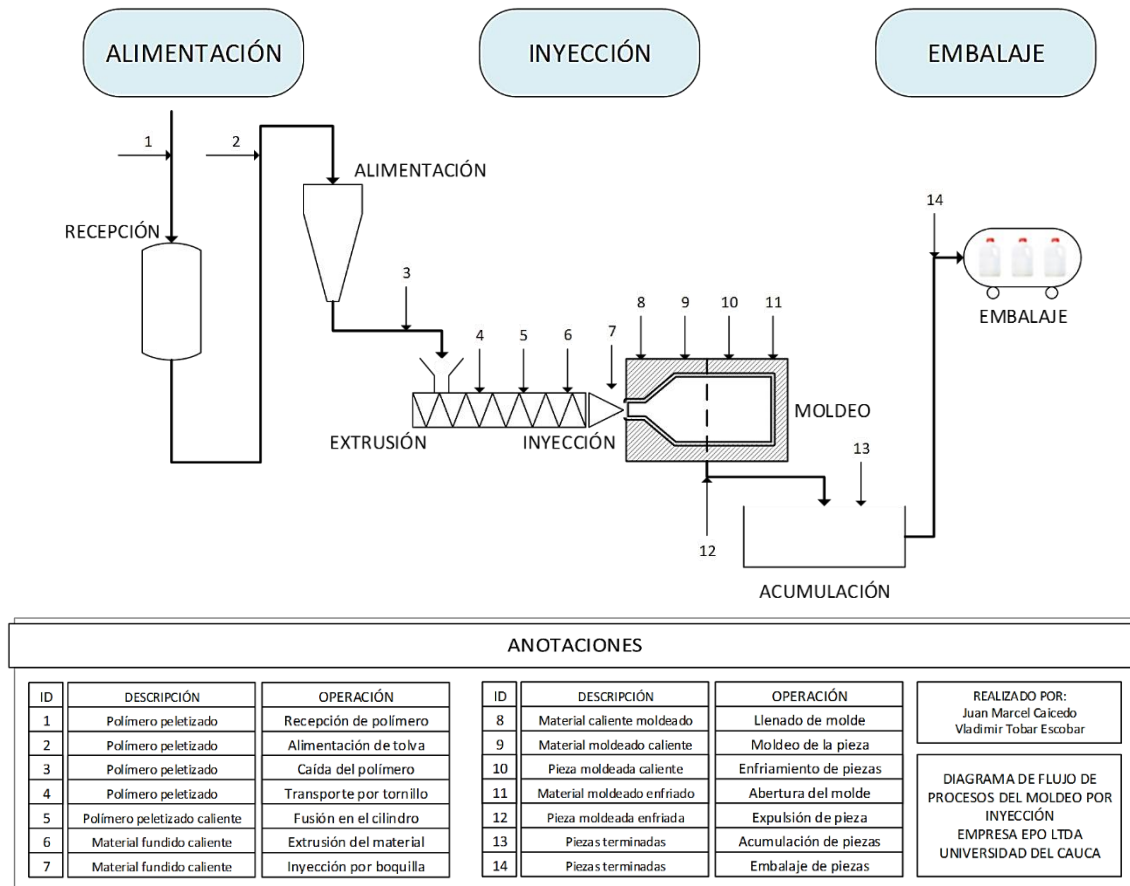 ALIMENTACIÓN
INYECCIÓN
EMBALAJE
1
2
ALIMENTACIÓN
RECEPCIÓN
14
3
EMBALAJE
4
5
6
7
8
9
10
11
MOLDEO
EXTRUSIÓN
INYECCIÓN
13
12
ACUMULACIÓN
ANOTACIONES
ID DESCRIPCIÓN OPERACIÓN
1 Polímero peletizado Recepción de polímero
2 Polímero peletizado Alimentación de tolva
3 Polímero peletizado Caída del polímero
4 Polímero peletizado Transporte por tornillo
5 Polímero peletizado caliente Fusión en el cilindro
6 Material fundido caliente Extrusión del material
7 Material fundido caliente Inyección por boquilla
ID DESCRIPCIÓN OPERACIÓN
8 Material caliente moldeado Llenado de molde
9 Material moldeado caliente Moldeo de la pieza
10 Pieza moldeada caliente Enfriamiento de piezas
11 Material moldeado enfriado Abertura del molde
12 Pieza moldeada enfriada Expulsión de pieza
13 Piezas terminadas Acumulación de piezas
14 Piezas terminadas Embalaje de piezas
REALIZADO POR:
Juan Marcel Caicedo
Vladimir Tobar Escobar
DIAGRAMA DE FLUJO DE
PROCESOS DEL MOLDEO POR
INYECCIÓN
EMPRESA EPO LTDA
UNIVERSIDAD DEL CAUCA